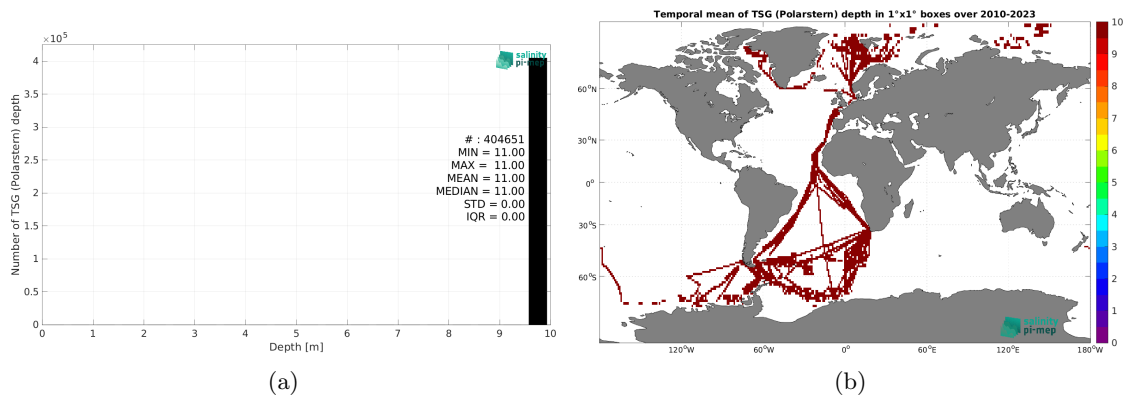 ×10⁵
4
3.5
3
2.5
2
1.5
1
0.5
0
Number of TSG (Polarstern) depth
salinity
pi-mep
# : 404651
MIN = 11.00
MAX = 11.00
MEAN = 11.00
MEDIAN = 11.00
STD = 0.00
IQR = 0.00
0 1 2 3 4 5 6 7 8 9 10
Depth [m]
(a)
Temporal mean of TSG (Polarstern) depth in 1°x1° boxes over 2010-2023
60°N
30°N
0°
30°S
60°S
120°W 60°W 0° 60°E 120°E 180°W
salinity
pi-mep
10
9
8
7
6
5
4
3
2
1
0
(b)